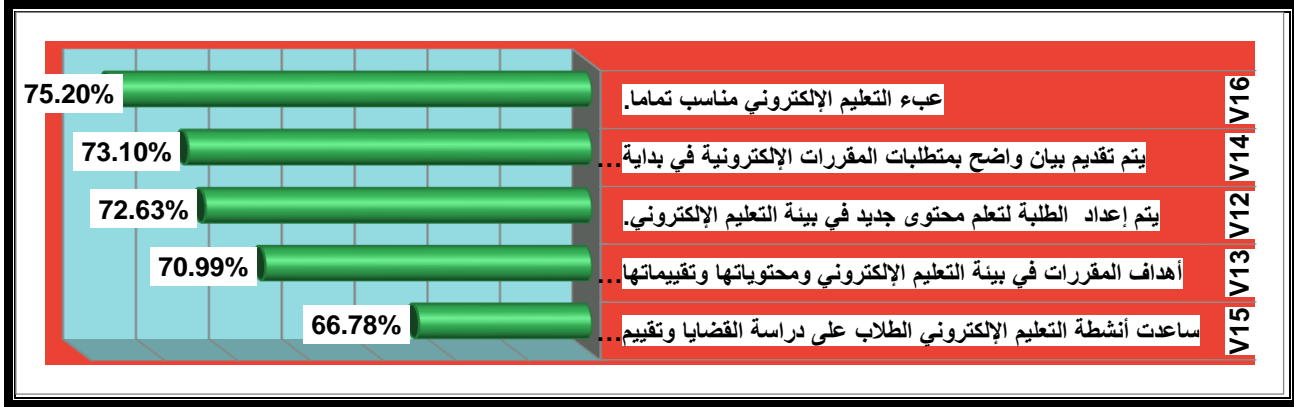 V16 عبء التعليم الإلكتروني مناسب تماما. 75.20%
V14 يتم تقديم بيان واضح بمتطلبات المقررات الإلكترونية في بداية... 73.10%
V12 يتم إعداد الطلبة لتعلم محتوى جديد في بيئة التعليم الإلكتروني. 72.63%
V13 أهداف المقررات في بيئة التعليم الإلكتروني ومحتوياتها وتقييماتها... 70.99%
V15 ساعدت أنشطة التعليم الإلكتروني الطلاب على دراسة القضايا وتقييم... 66.78%